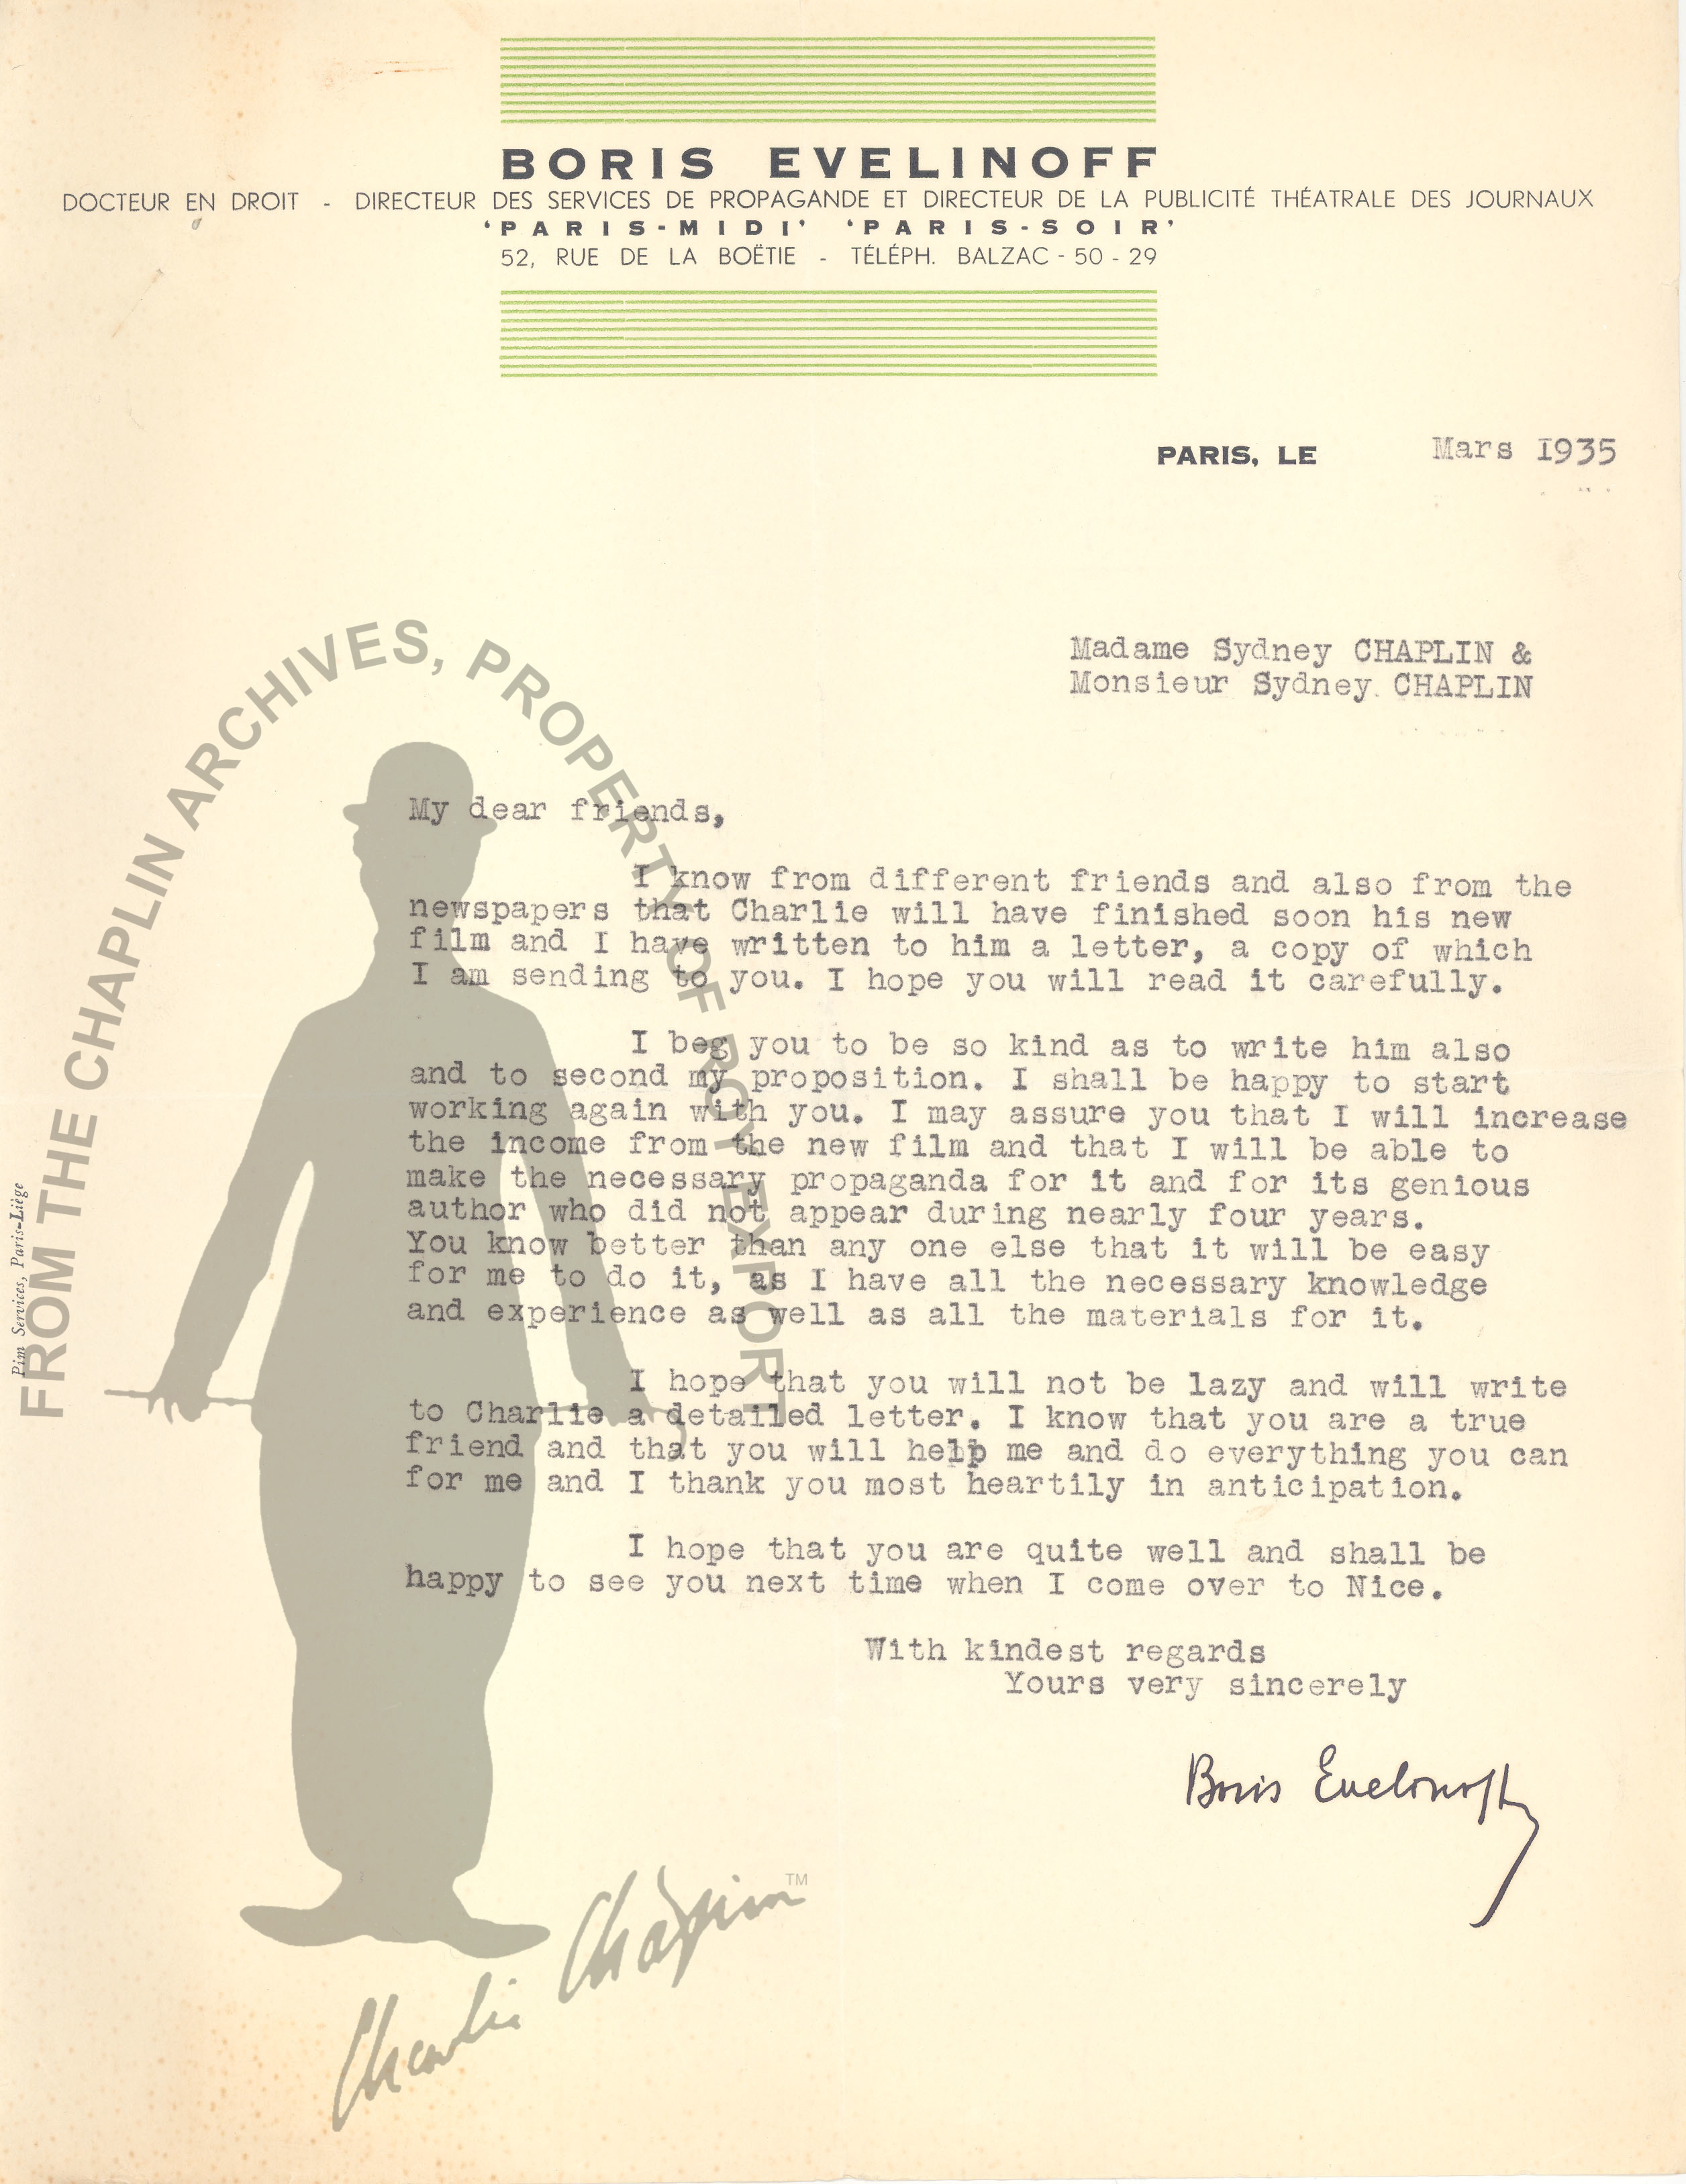 BORIS EVELINOFF
DOCTEUR EN DROIT - DIRECTEUR DES SERVICES DE PROPAGANDE ET DIRECTEUR DE LA PUBLICITÉ THÉATRALE DES JOURNAUX
'PARIS-MIDI' 'PARIS-SOIR'
52, RUE DE LA BOËTIE - TÉLÉPH. BALZAC - 50 - 29
PARIS, LE Mars 1935
Madame Sydney CHAPLIN &
Monsieur Sydney CHAPLIN
My dear friends,
I know from different friends and also from the
newspapers that Charlie will have finished soon his new
film and I have written to him a letter, a copy of which
I am sending to you. I hope you will read it carefully.
I beg you to be so kind as to write him also
and to second my proposition. I shall be happy to start
working again with you. I may assure you that I will increase
the income from the new film and that I will be able to
make the necessary propaganda for it and for its genious
author who did not appear during nearly four years.
You know better than any one else that it will be easy
for me to do it, as I have all the necessary knowledge
and experience as well as all the materials for it.
I hope that you will not be lazy and will write
to Charlie a detailed letter. I know that you are a true
friend and that you will help me and do everything you can
for me and I thank you most heartily in anticipation.
I hope that you are quite well and shall be
happy to see you next time when I come over to Nice.
With kindest regards
Yours very sincerely
Boris Evelinoff
Pim Services, Paris-Liège
FROM THE CHAPLIN ARCHIVES, PROPERTY OF ROY EXPORT
Charlie Chaplin™